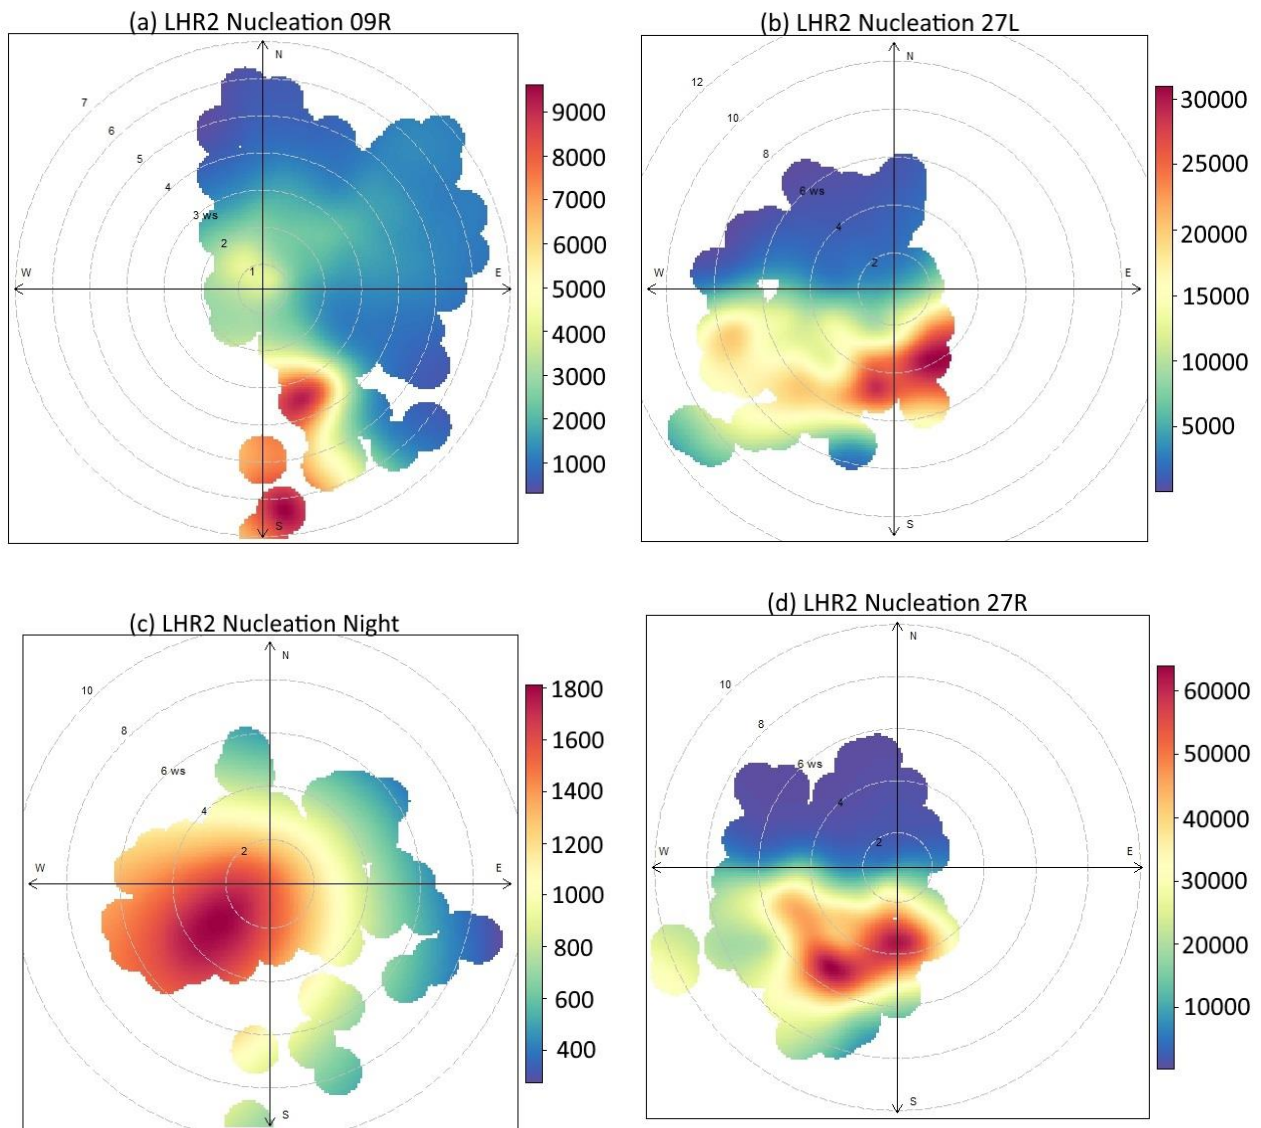 (a) LHR2 Nucleation 09R
N
7
6
5
4
3 ws
2
1
W
E
S
9000
8000
7000
6000
5000
4000
3000
2000
1000
(b) LHR2 Nucleation 27L
N
12
10
8
6 ws
4
2
W
E
S
30000
25000
20000
15000
10000
5000
(c) LHR2 Nucleation Night
N
10
8
6 ws
4
2
W
E
S
1800
1600
1400
1200
1000
800
600
400
(d) LHR2 Nucleation 27R
N
10
8
6 ws
4
2
W
E
S
60000
50000
40000
30000
20000
10000